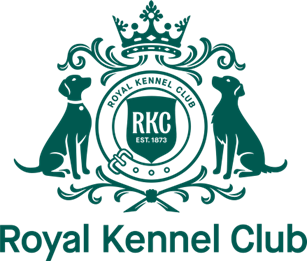 ROYAL KENNEL CLUB
RKC
EST. 1873
Royal Kennel Club